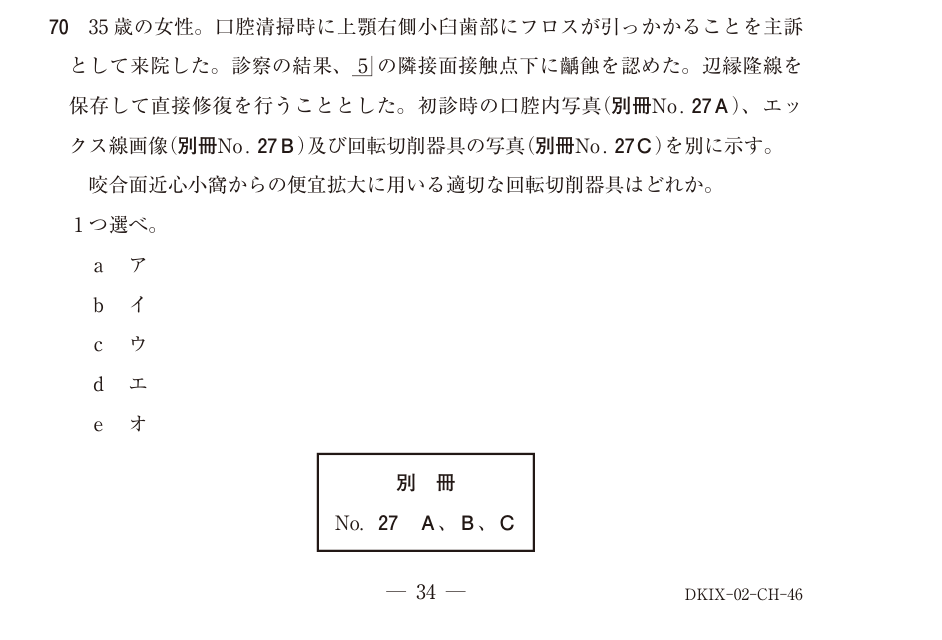 70 35歳の女性。口腔清掃時に上顎右側小臼歯部にフロスが引っかかることを主訴
として来院した。診察の結果、5┘の隣接面接触点下に齲蝕を認めた。辺縁隆線を
保存して直接修復を行うこととした。初診時の口腔内写真(別冊No. 27A)、エッ
クス線画像(別冊No. 27B)及び回転切削器具の写真(別冊No. 27C)を別に示す。
咬合面近心小窩からの便宜拡大に用いる適切な回転切削器具はどれか。
1つ選べ。
a ア
b イ
c ウ
d エ
e オ
別 冊
No. 27 A、B、C
— 34 —
DKIX-02-CH-46